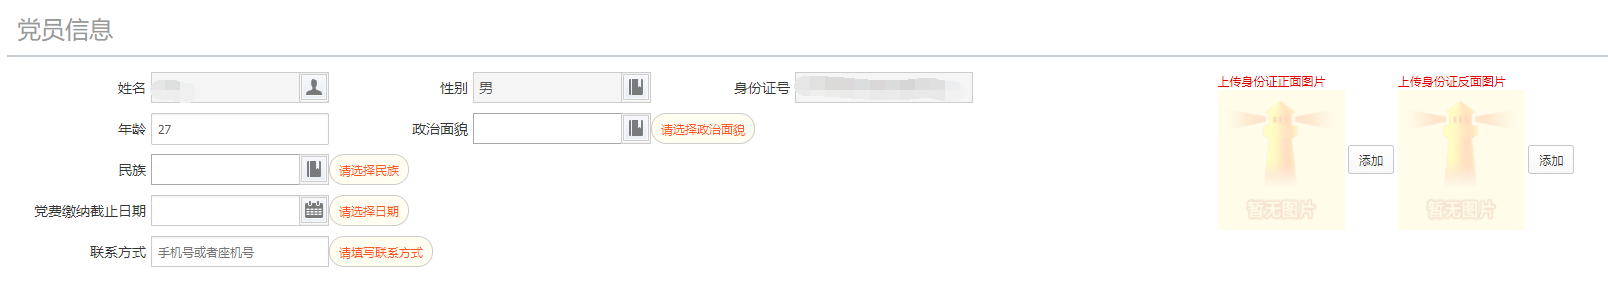 党员信息
姓名
性别 男
身份证号
上传身份证正面图片
上传身份证反面图片
年龄 27
政治面貌 请选择政治面貌
民族 请选择民族
添加
添加
党费缴纳截止日期 请选择日期
暂无图片
暂无图片
联系方式 手机号或者座机号 请填写联系方式